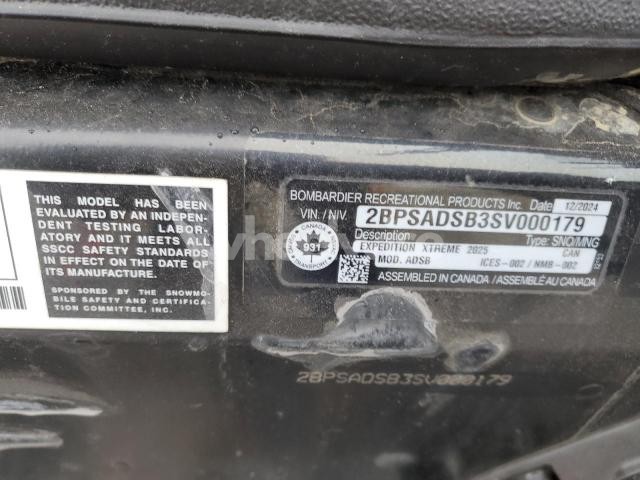 THIS MODEL HAS BEEN
EVALUATED BY AN INDEPEN-
DENT TESTING LABOR-
ATORY AND IT MEETS ALL
SSCC SAFETY STANDARDS
IN EFFECT ON THE DATE OF
ITS MANUFACTURE.
SPONSORED BY THE SNOWMO-
BILE SAFETY AND CERTIFICA-
TION COMMITTEE, INC.
BOMBARDIER RECREATIONAL PRODUCTS Inc. Date 12/2024
VIN. / NIV. 2BPSADSB3SV000179
Description Type: SNO/MNG
EXPEDITION XTREME 2025 CAN
MOD. ADSB ICES-002 / NMB-002
ASSEMBLED IN CANADA / ASSEMBLÉ AU CANADA
CANADA
931
TRANSPORT
2BPSADSB3SV000179